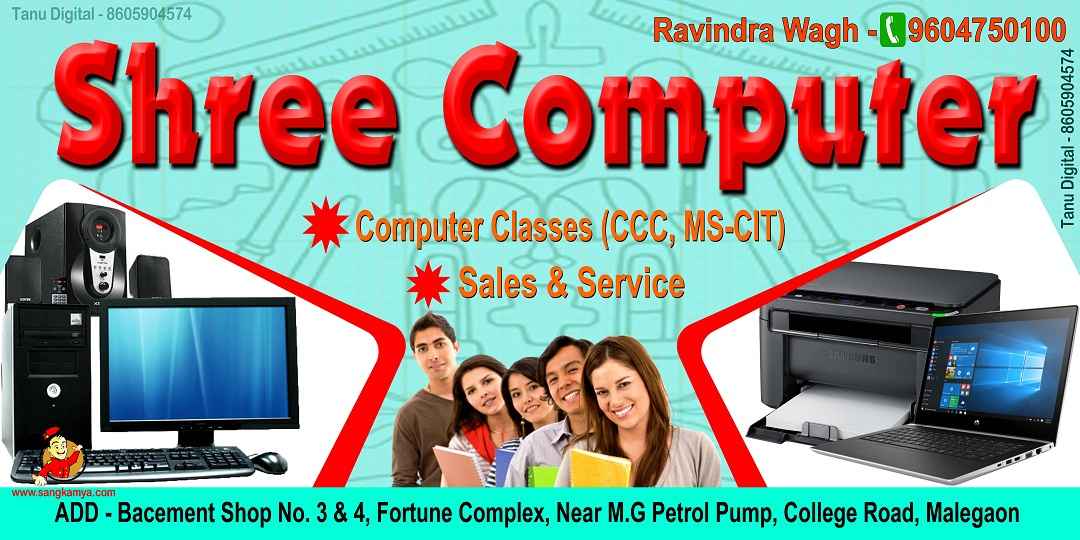 Tanu Digital - 8605904574
Ravindra Wagh - 9604750100
Shree Computer
Tanu Digital - 8605904574
Computer Classes (CCC, MS-CIT)
Sales & Service
SAMSUNG
www.sangkamya.com
ADD - Bacement Shop No. 3 & 4, Fortune Complex, Near M.G Petrol Pump, College Road, Malegaon